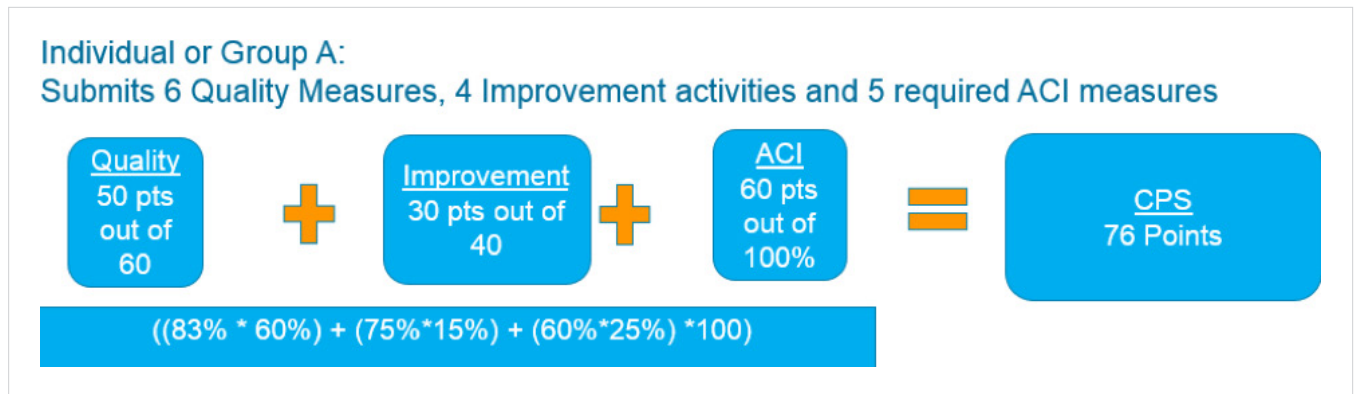 Individual or Group A:
Submits 6 Quality Measures, 4 Improvement activities and 5 required ACI measures
Quality
50 pts
out of
60
Improvement
30 pts out of
40
ACI
60 pts
out of
100%
CPS
76 Points
((83% * 60%) + (75%*15%) + (60%*25%) *100)